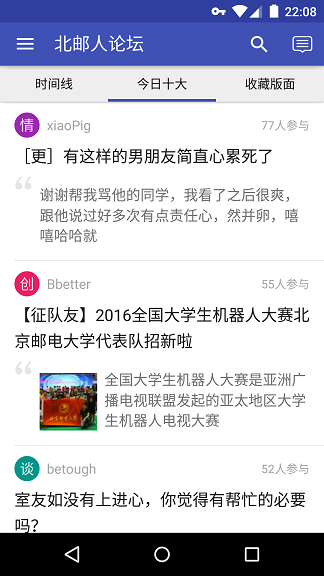 22:08
北邮人论坛
时间线 今日十大 收藏版面
情 xiaoPig 77人参与
［更］有这样的男朋友简直心累死了
谢谢帮我骂他的同学，我看了之后很爽，
跟他说过好多次有点责任心，然并卵，嘻
嘻哈哈就
创 Bbetter 55人参与
【征队友】2016全国大学生机器人大赛北
京邮电大学代表队招新啦
全国大学生机器人大赛是亚洲广
播电视联盟发起的亚太地区大学
生机器人电视大赛
谈 betough 52人参与
室友如没有上进心，你觉得有帮忙的必要
吗？